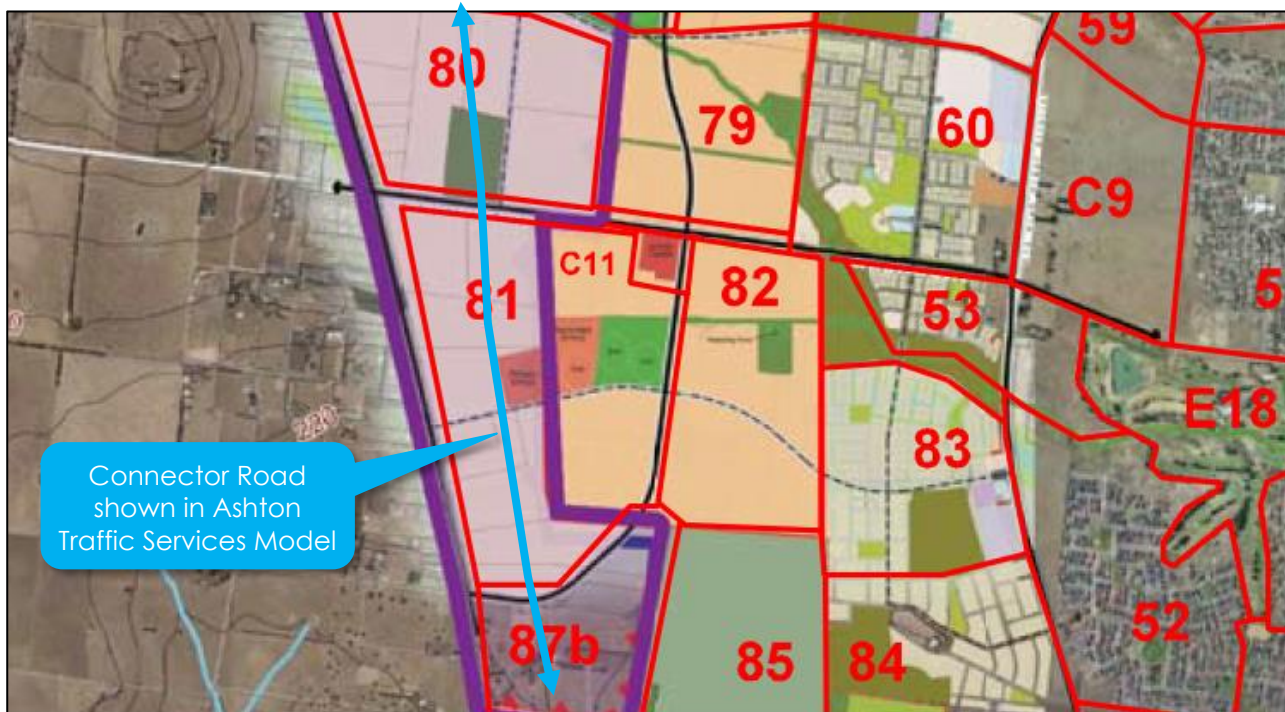 59
80
79
60
C9
C11
81
82
5
53
E18
83
Connector Road
shown in Ashton
Traffic Services Model
52
87b
85
84